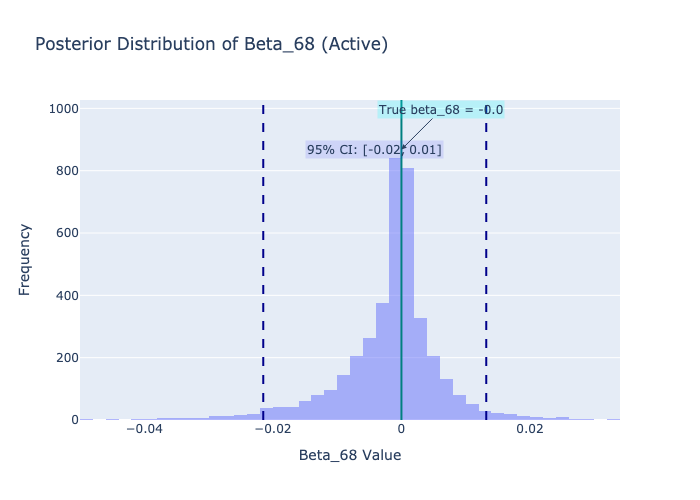 Posterior Distribution of Beta_68 (Active)
True beta_68 = -0.0
95% CI: [-0.02, 0.01]
1000
800
600
400
200
0
Frequency
−0.04
−0.02
0
0.02
Beta_68 Value